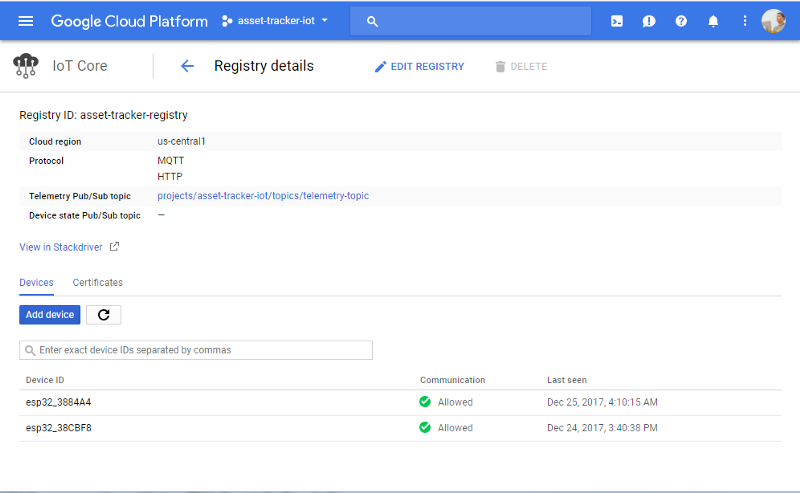 Google Cloud Platform asset-tracker-iot
IoT Core Registry details EDIT REGISTRY DELETE
Registry ID: asset-tracker-registry
Cloud region us-central1
Protocol MQTT
HTTP
Telemetry Pub/Sub topic projects/asset-tracker-iot/topics/telemetry-topic
Device state Pub/Sub topic —
View in Stackdriver
Devices Certificates
Add device
Enter exact device IDs separated by commas
Device ID Communication Last seen
esp32_3884A4 Allowed Dec 25, 2017, 4:10:15 AM
esp32_38CBF8 Allowed Dec 24, 2017, 3:40:38 PM